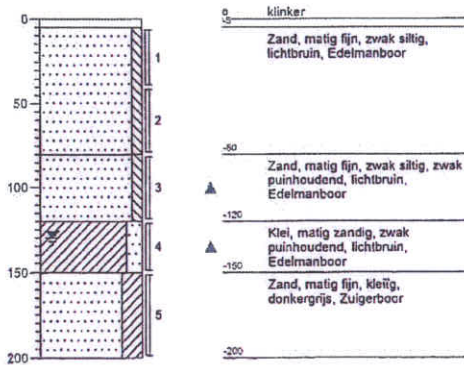 0
50
100
150
200
1
2
3
4
5
0 klinker
-5
Zand, matig fijn, zwak siltig,
lichtbruin, Edelmanboor
-80
Zand, matig fijn, zwak siltig, zwak
puinhoudend, lichtbruin,
Edelmanboor
-120
Klei, matig zandig, zwak
puinhoudend, lichtbruin,
Edelmanboor
-150
Zand, matig fijn, kleiïg,
donkergrijs, Zuigerboor
-200